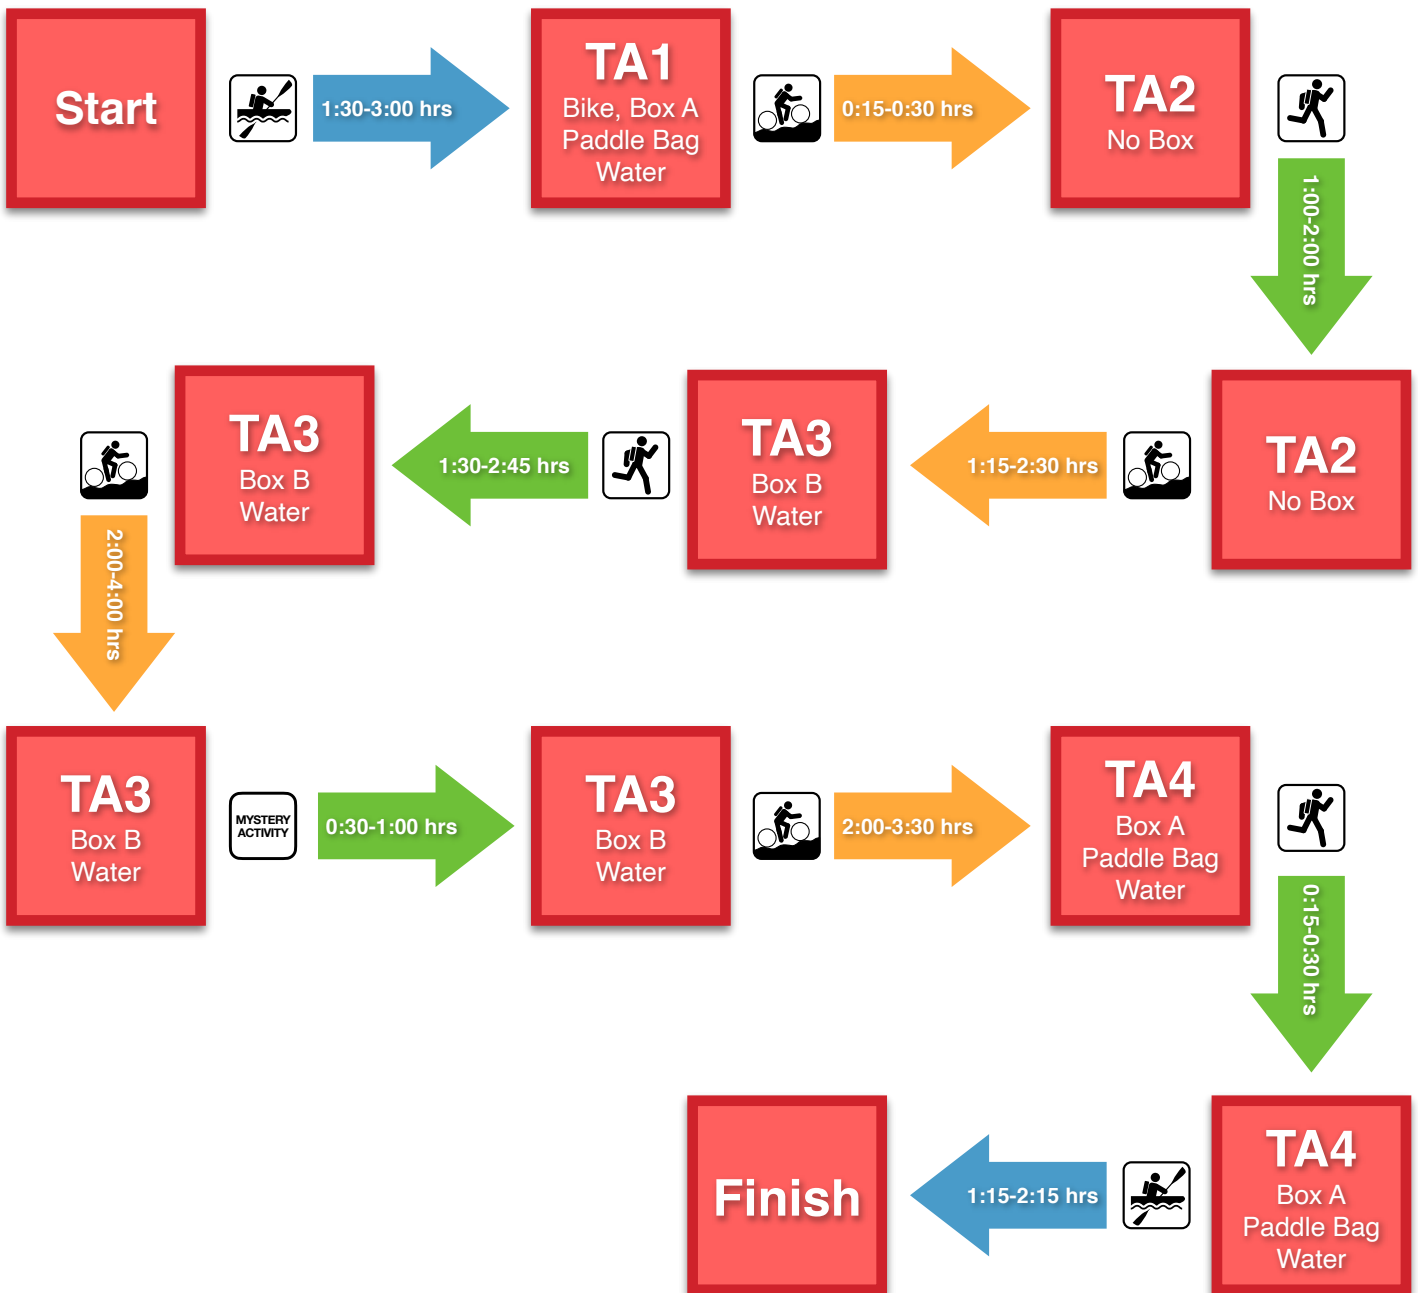 Start
1:30-3:00 hrs
TA1
Bike, Box A
Paddle Bag
Water
0:15-0:30 hrs
TA2
No Box
1:00-2:00 hrs
TA2
No Box
1:15-2:30 hrs
TA3
Box B
Water
1:30-2:45 hrs
TA3
Box B
Water
2:00-4:00 hrs
TA3
Box B
Water
MYSTERY
ACTIVITY
0:30-1:00 hrs
TA3
Box B
Water
2:00-3:30 hrs
TA4
Box A
Paddle Bag
Water
0:15-0:30 hrs
TA4
Box A
Paddle Bag
Water
1:15-2:15 hrs
Finish